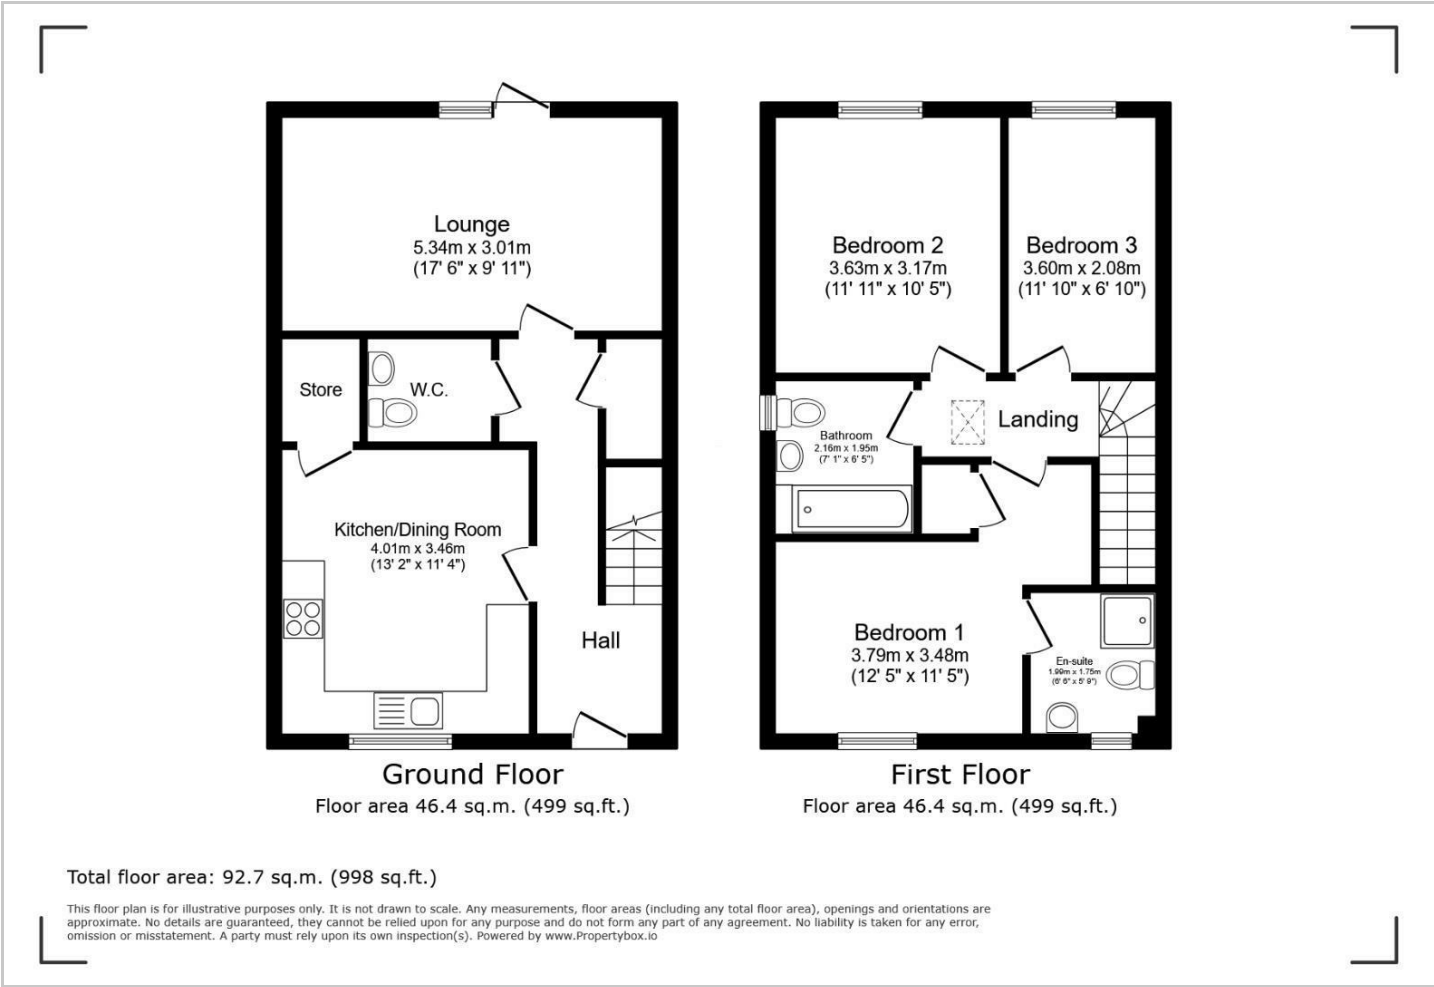 Lounge
5.34m x 3.01m
(17' 6" x 9' 11")
Store
W.C.
Kitchen/Dining Room
4.01m x 3.46m
(13' 2" x 11' 4")
Hall
Ground Floor
Floor area 46.4 sq.m. (499 sq.ft.)
Bedroom 2
3.63m x 3.17m
(11' 11" x 10' 5")
Bedroom 3
3.60m x 2.08m
(11' 10" x 6' 10")
Landing
Bathroom
2.16m x 1.95m
(7' 1" x 6' 5")
Bedroom 1
3.79m x 3.48m
(12' 5" x 11' 5")
En-suite
1.99m x 1.75m
(6' 6" x 5' 9")
First Floor
Floor area 46.4 sq.m. (499 sq.ft.)
Total floor area: 92.7 sq.m. (998 sq.ft.)
This floor plan is for illustrative purposes only. It is not drawn to scale. Any measurements, floor areas (including any total floor area), openings and orientations are
approximate. No details are guaranteed, they cannot be relied upon for any purpose and do not form any part of any agreement. No liability is taken for any error,
omission or misstatement. A party must rely upon its own inspection(s). Powered by www.Propertybox.io